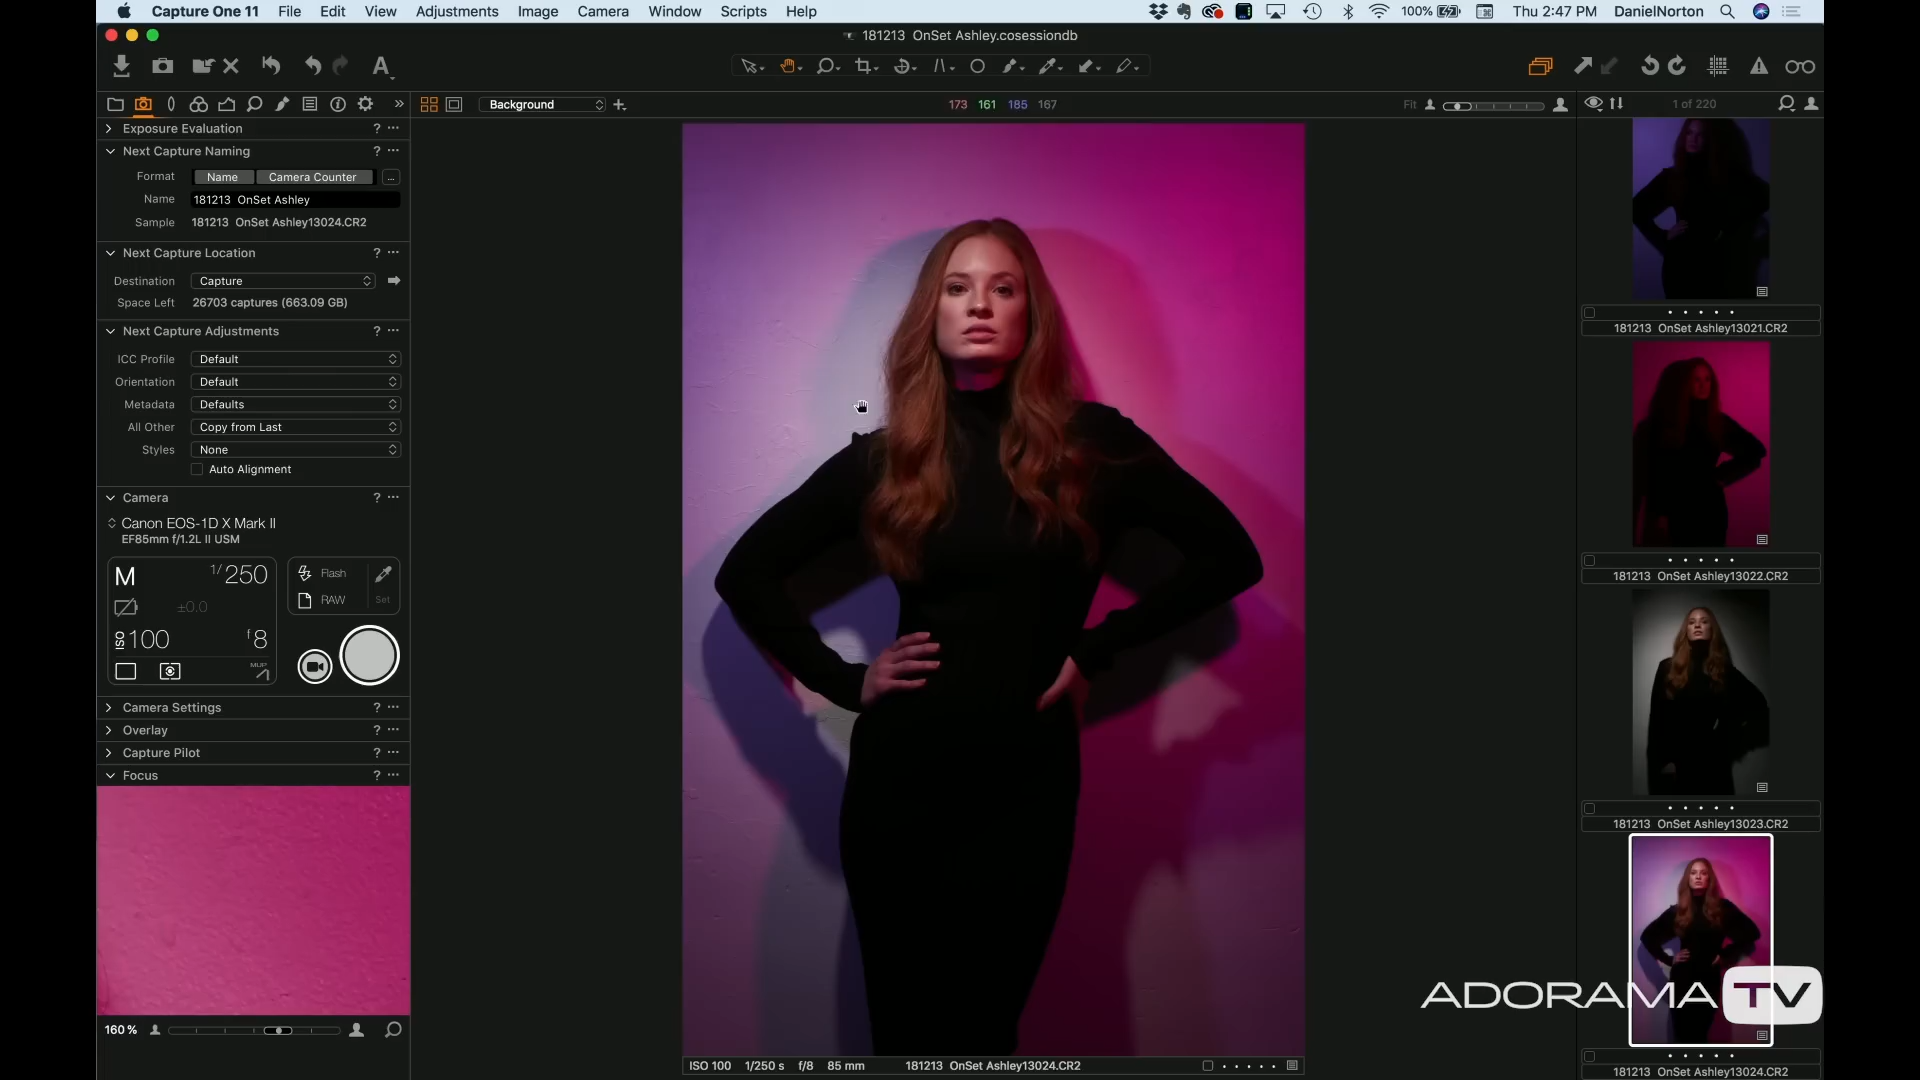 Capture One 11 File Edit View Adjustments Image Camera Window Scripts Help 100% Thu 2:47 PM DanielNorton
181213 OnSet Ashley.cosessiondb
A
Background 173 161 185 167 Fit 1 of 220
Exposure Evaluation ? ...
Next Capture Naming ? ...
Format Name Camera Counter ...
Name 181213 OnSet Ashley
Sample 181213 OnSet Ashley13024.CR2
Next Capture Location ? ...
Destination Capture
Space Left 26703 captures (663.09 GB)
Next Capture Adjustments ? ...
ICC Profile Default
Orientation Default
Metadata Defaults
All Other Copy from Last
Styles None
Auto Alignment
Camera ? ...
Canon EOS-1D X Mark II
EF85mm f/1.2L II USM
M 1/250 Flash
±0.0 RAW Set
ISO 100 f8
MUP
Camera Settings ? ...
Overlay ? ...
Capture Pilot ? ...
Focus ? ...
160 %
ISO 100 1/250 s f/8 85 mm 181213 OnSet Ashley13024.CR2
181213 OnSet Ashley13021.CR2
181213 OnSet Ashley13022.CR2
181213 OnSet Ashley13023.CR2
ADORAMA TV
181213 OnSet Ashley13024.CR2